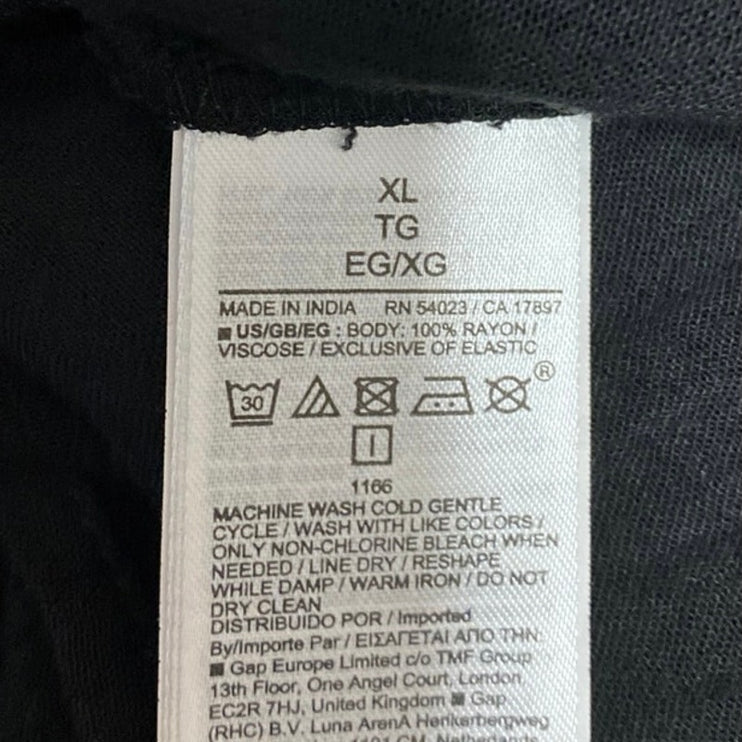 XL
TG
EG/XG
MADE IN INDIA RN 54023 / CA 17897
■ US/GB/EG : BODY: 100% RAYON /
VISCOSE / EXCLUSIVE OF ELASTIC
30 ®
1166
MACHINE WASH COLD GENTLE
CYCLE / WASH WITH LIKE COLORS /
ONLY NON-CHLORINE BLEACH WHEN
NEEDED / LINE DRY / RESHAPE
WHILE DAMP / WARM IRON / DO NOT
DRY CLEAN
DISTRIBUIDO POR / Imported
By/Importe Par / ΕΙΣΑΓΕΤΑΙ ΑΠΟ ΤΗΝ:
■ Gap Europe Limited c/o TMF Group
13th Floor, One Angel Court, London
EC2R 7HJ, United Kingdom ■ Gap
(RHC) B.V. Luna ArenA Herikerbergweg
1101 CM, Netherlands